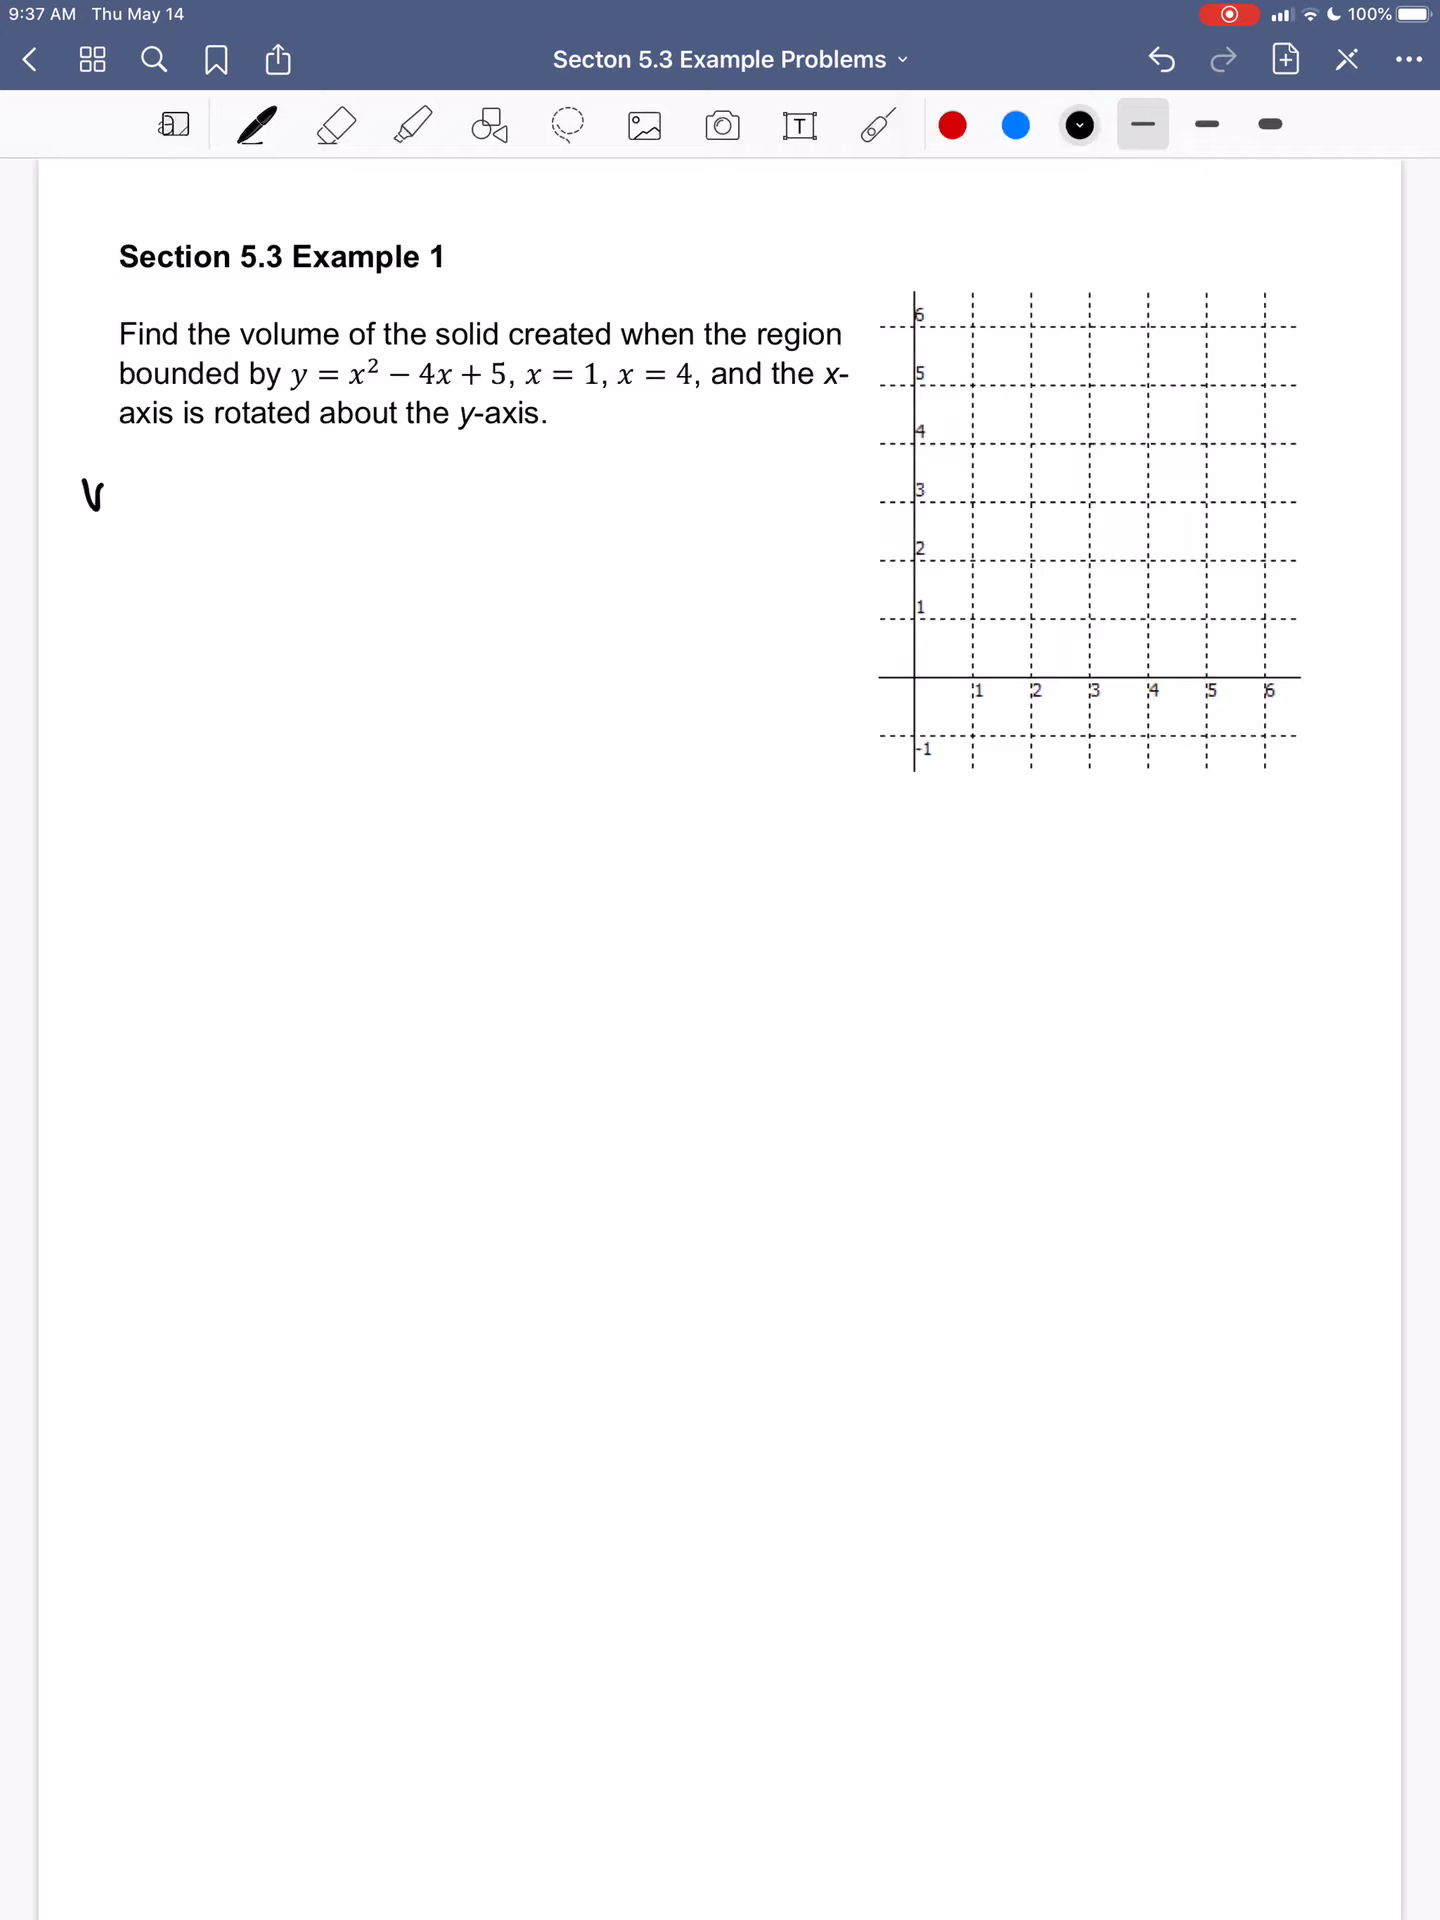 9:37 AM Thu May 14 100%
Secton 5.3 Example Problems
Section 5.3 Example 1
Find the volume of the solid created when the region
bounded by y = x² – 4x + 5, x = 1, x = 4, and the x-
axis is rotated about the y-axis.
V
6
5
4
3
2
1
1 2 3 4 5 6
-1